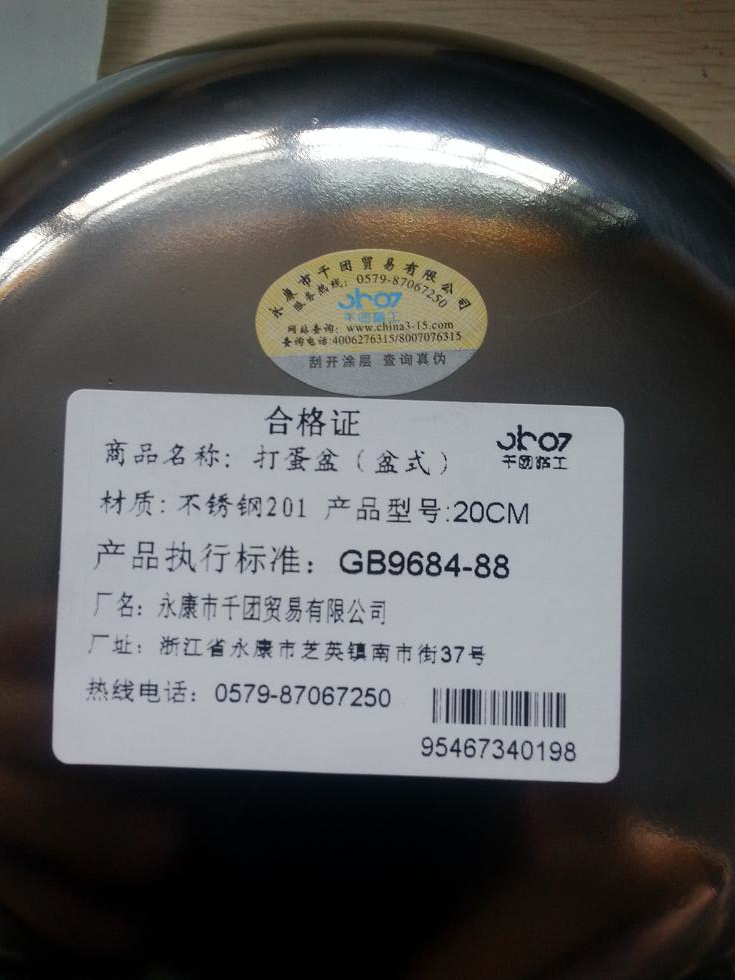 永康市千团贸易有限公司
服务热线：0579-87067250
千团精工
网站查询：www.china3-15.com
查询电话:4006276315/8007076315
刮开涂层 查询真伪
合格证
商品名称：打蛋盆（盆式）
千团精工
材质：不锈钢201 产品型号:20CM
产品执行标准：GB9684-88
厂名：永康市千团贸易有限公司
厂址：浙江省永康市芝英镇南市街37号
热线电话：0579-87067250
95467340198